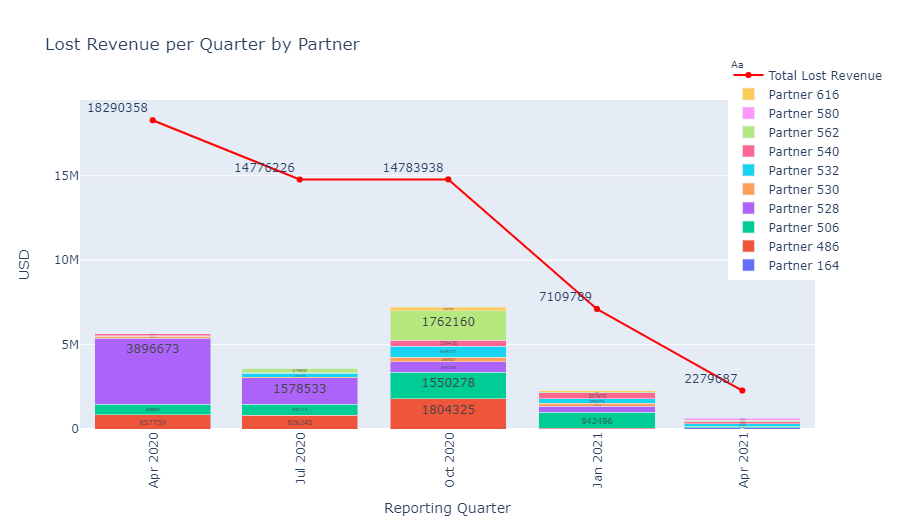 Lost Revenue per Quarter by Partner
Aa
Total Lost Revenue
Partner 616
Partner 580
Partner 562
Partner 540
Partner 532
Partner 530
Partner 528
Partner 506
Partner 486
Partner 164
18290358
14776226
14783938
7109789
2279687
USD
15M
10M
5M
0
3896673
857759
1578533
826245
1762160
1550278
1804325
942496
Apr 2020
Jul 2020
Oct 2020
Jan 2021
Apr 2021
Reporting Quarter